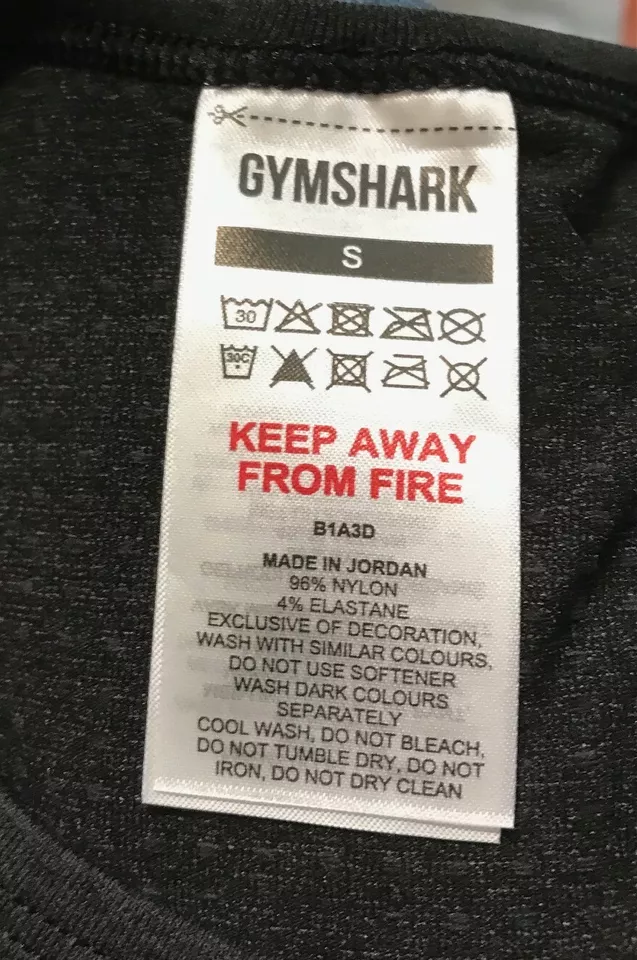 GYMSHARK
S
30
30C
KEEP AWAY
FROM FIRE
B1A3D
MADE IN JORDAN
96% NYLON
4% ELASTANE
EXCLUSIVE OF DECORATION,
WASH WITH SIMILAR COLOURS,
DO NOT USE SOFTENER
WASH DARK COLOURS
SEPARATELY
COOL WASH, DO NOT BLEACH,
DO NOT TUMBLE DRY, DO NOT
IRON, DO NOT DRY CLEAN